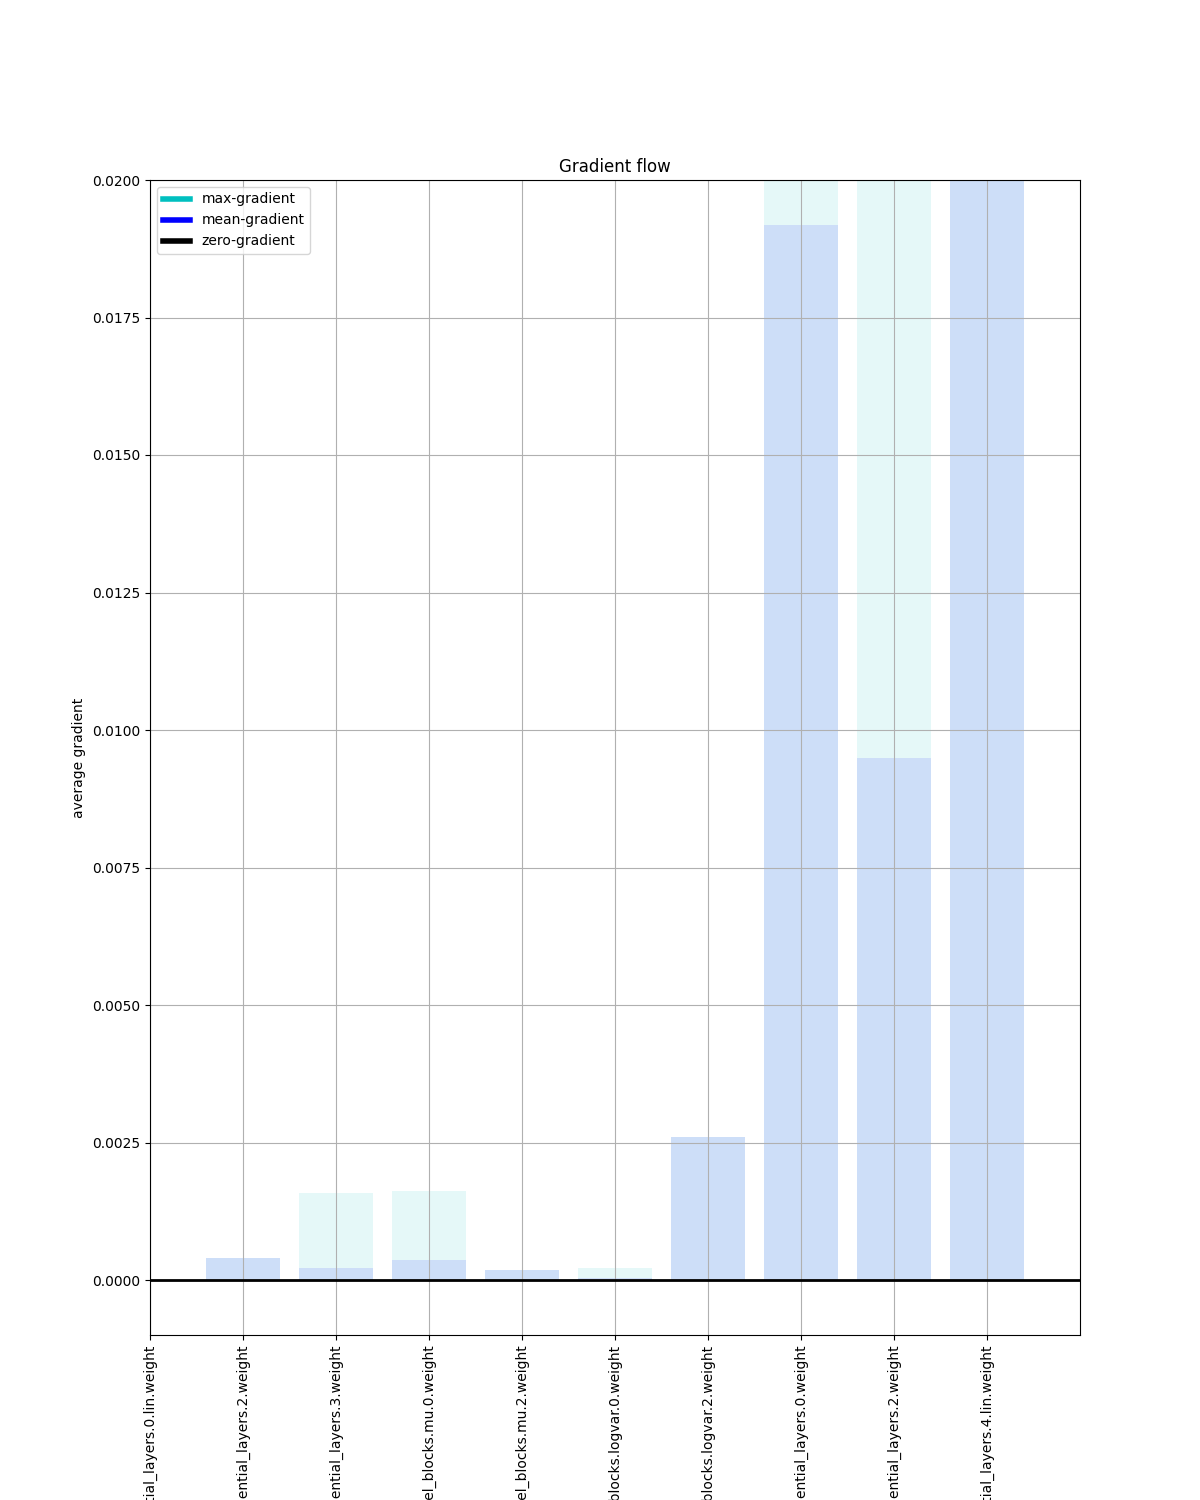 Gradient flow
max-gradient
mean-gradient
zero-gradient
0.0200
0.0175
0.0150
0.0125
0.0100
0.0075
0.0050
0.0025
0.0000
average gradient
tial_layers.0.lin.weight
ential_layers.2.weight
ential_layers.3.weight
el_blocks.mu.0.weight
el_blocks.mu.2.weight
blocks.logvar.0.weight
blocks.logvar.2.weight
ential_layers.0.weight
ential_layers.2.weight
tial_layers.4.lin.weight